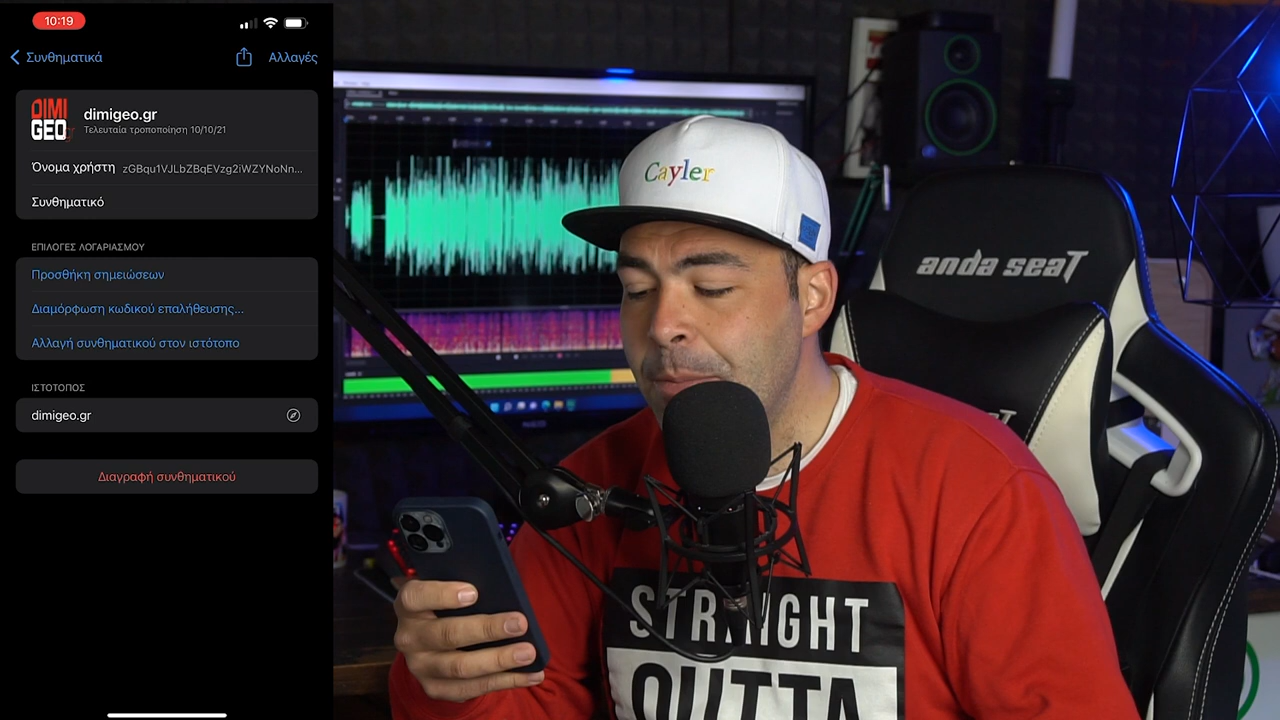 10:19
Συνθηματικά
Αλλαγές
DIMI
GEO
dimigeo.gr
Τελευταία τροποποίηση 10/10/21
Όνομα χρήστη zGBqu1VJLbZBqEVzg2iWZYNoNn...
Συνθηματικό
ΕΠΙΛΟΓΕΣ ΛΟΓΑΡΙΑΣΜΟΥ
Προσθήκη σημειώσεων
Διαμόρφωση κωδικού επαλήθευσης...
Αλλαγή συνθηματικού στον ιστότοπο
ΙΣΤΟΤΟΠΟΣ
dimigeo.gr
Διαγραφή συνθηματικού
Cayler
anda seaT
STRAIGHT
OUTTA